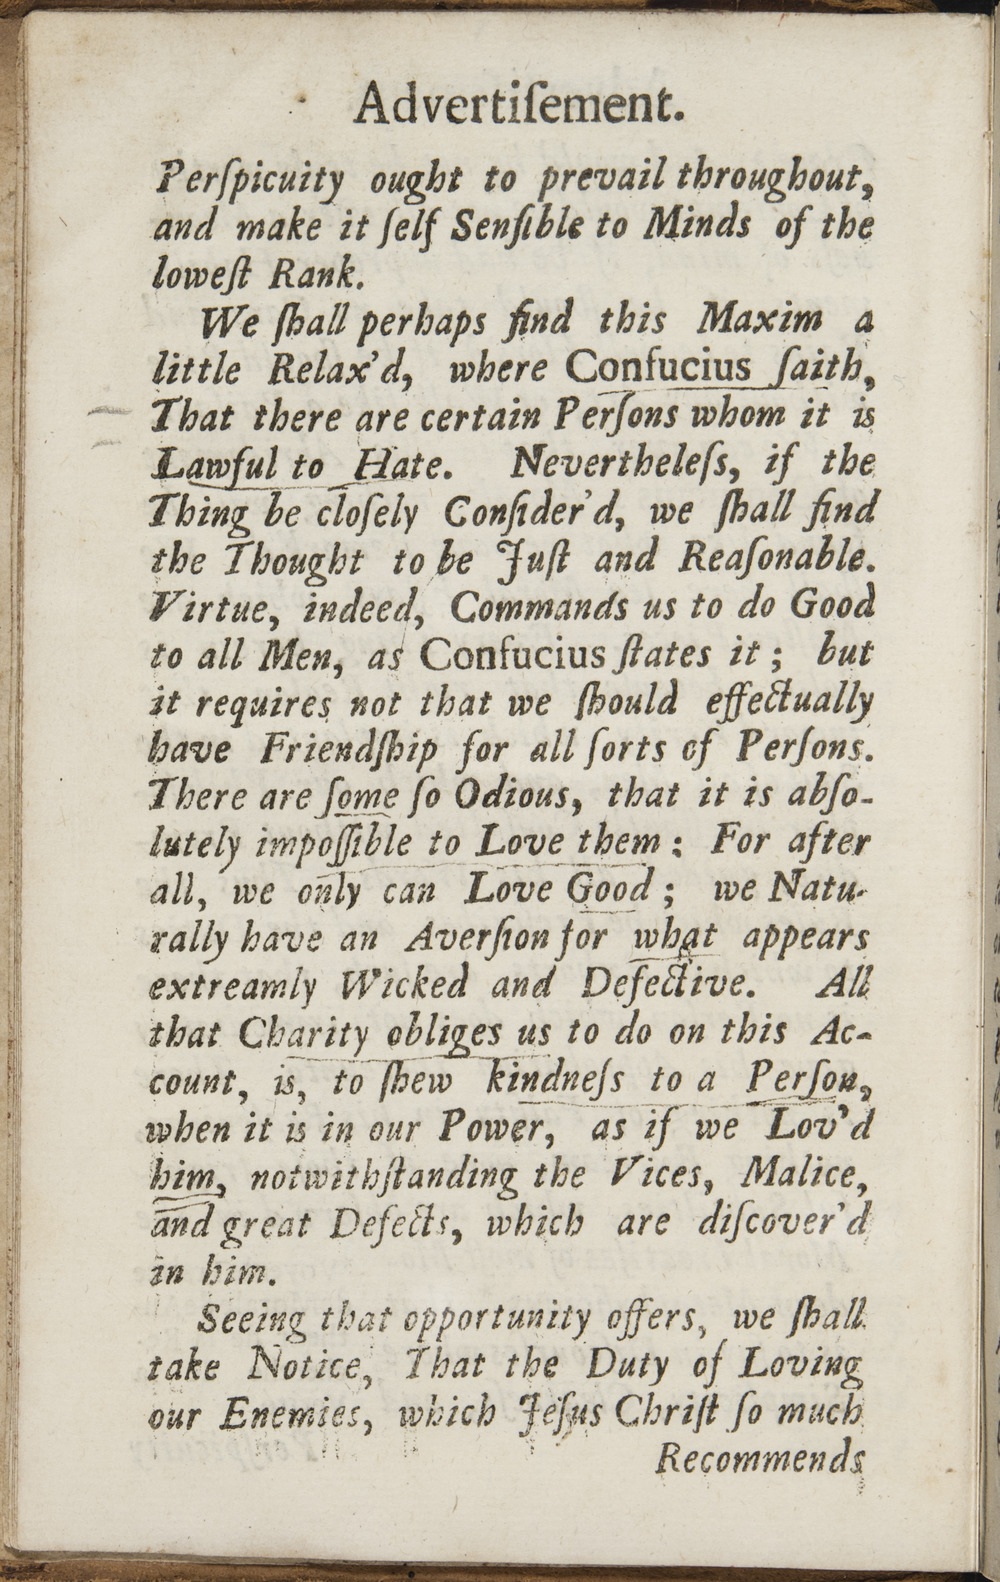 Advertiſement.
Perſpicuity ought to prevail throughout,
and make it ſelf Senſible to Minds of the
loweſt Rank.
We ſhall perhaps find this Maxim a
little Relax'd, where Confucius ſaith,
That there are certain Perſons whom it is
Lawful to Hate. Nevertheleſs, if the
Thing be cloſely Conſider'd, we ſhall find
the Thought to be Juſt and Reaſonable.
Virtue, indeed, Commands us to do Good
to all Men, as Confucius ſtates it; but
it requires not that we ſhould effectually
have Friendſhip for all ſorts of Perſons.
There are ſome ſo Odious, that it is abſo-
lutely impoſſible to Love them: For after
all, we only can Love Good; we Natu-
rally have an Averſion for what appears
extreamly Wicked and Defective. All
that Charity obliges us to do on this Ac-
count, is, to ſhew kindneſs to a Perſon,
when it is in our Power, as if we Lov'd
him, notwithſtanding the Vices, Malice,
and great Defects, which are diſcover'd
in him.
Seeing that opportunity offers, we ſhall
take Notice, That the Duty of Loving
our Enemies, which Jeſus Chriſt ſo much
Recommends